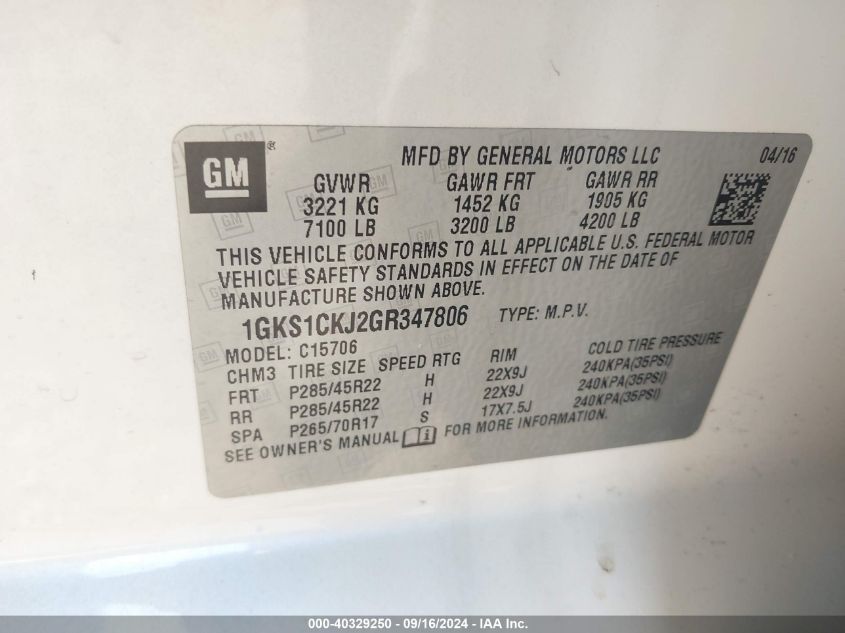 GM ®
MFD BY GENERAL MOTORS LLC 04/16
GVWR GAWR FRT GAWR RR
3221 KG 1452 KG 1905 KG
7100 LB 3200 LB 4200 LB
THIS VEHICLE CONFORMS TO ALL APPLICABLE U.S. FEDERAL MOTOR
VEHICLE SAFETY STANDARDS IN EFFECT ON THE DATE OF
MANUFACTURE SHOWN ABOVE.
1GKS1CKJ2GR347806 TYPE: M.P.V.
MODEL: C15706
CHM3 TIRE SIZE SPEED RTG RIM COLD TIRE PRESSURE
FRT P285/45R22 H 22X9J 240KPA(35PSI)
RR P285/45R22 H 22X9J 240KPA(35PSI)
SPA P265/70R17 S 17X7.5J 240KPA(35PSI)
SEE OWNER'S MANUAL FOR MORE INFORMATION.
000-40329250 - 09/16/2024 - IAA Inc.